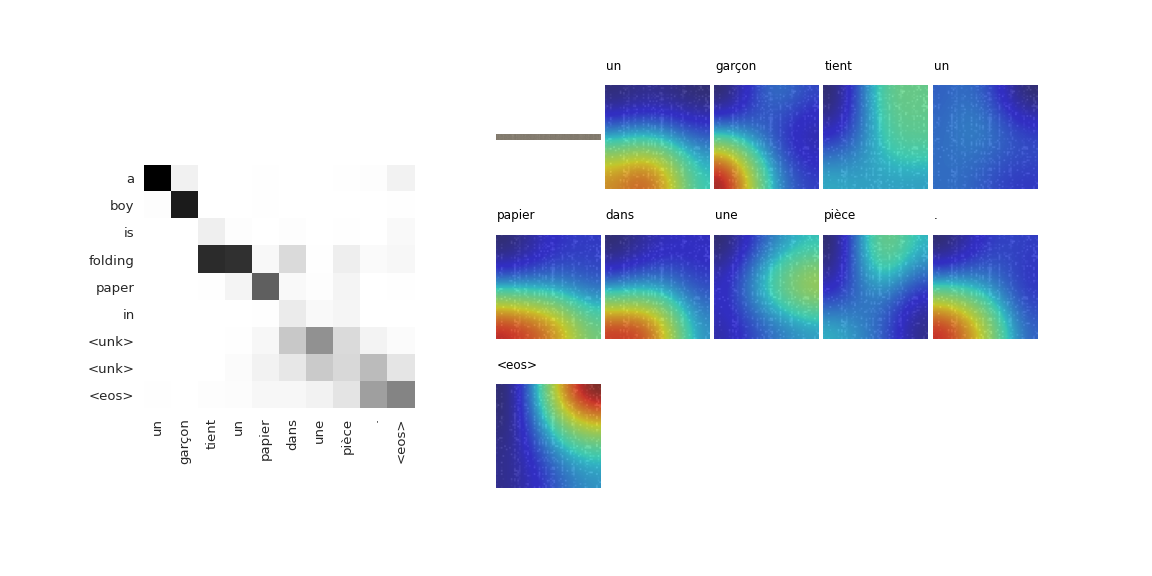 a
boy
is
folding
paper
in
<unk>
<unk>
<eos>
un
garçon
tient
un
papier
dans
une
pièce
.
<eos>
un
garçon
tient
un
papier
dans
une
pièce
.
<eos>